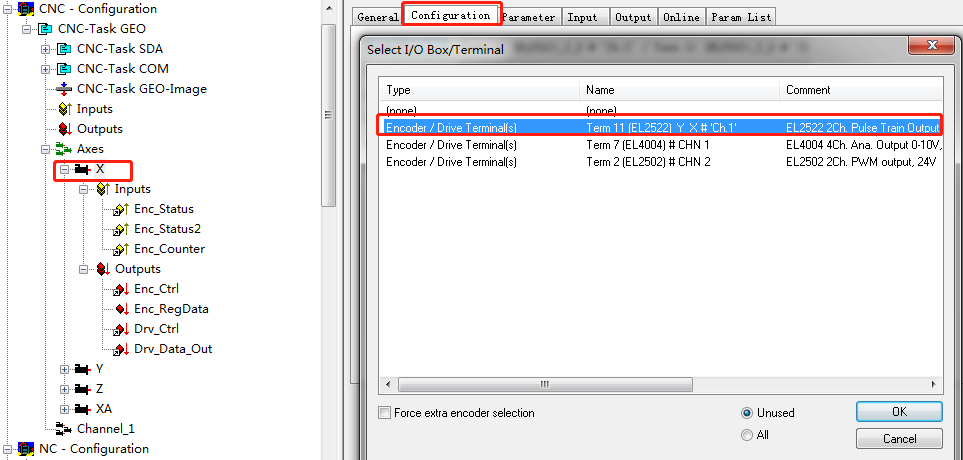 CNC - Configuration
CNC-Task GEO
CNC-Task SDA
CNC-Task COM
CNC-Task GEO-Image
Inputs
Outputs
Axes
X
Inputs
Enc_Status
Enc_Status2
Enc_Counter
Outputs
Enc_Ctrl
Enc_RegData
Drv_Ctrl
Drv_Data_Out
Y
Z
XA
Channel_1
NC - Configuration
General Configuration Parameter Input Output Online Param List
Select I/O Box/Terminal
Type Name Comment
(none) (none)
Encoder / Drive Terminal(s) Term 11 (EL2522) Y X # 'Ch.1' EL2522 2Ch. Pulse Train Output
Encoder / Drive Terminal(s) Term 7 (EL4004) # CHN 1 EL4004 4Ch. Ana. Output 0-10V,
Encoder / Drive Terminal(s) Term 2 (EL2502) # CHN 2 EL2502 2Ch. PWM output, 24V
Force extra encoder selection
Unused
All
OK
Cancel